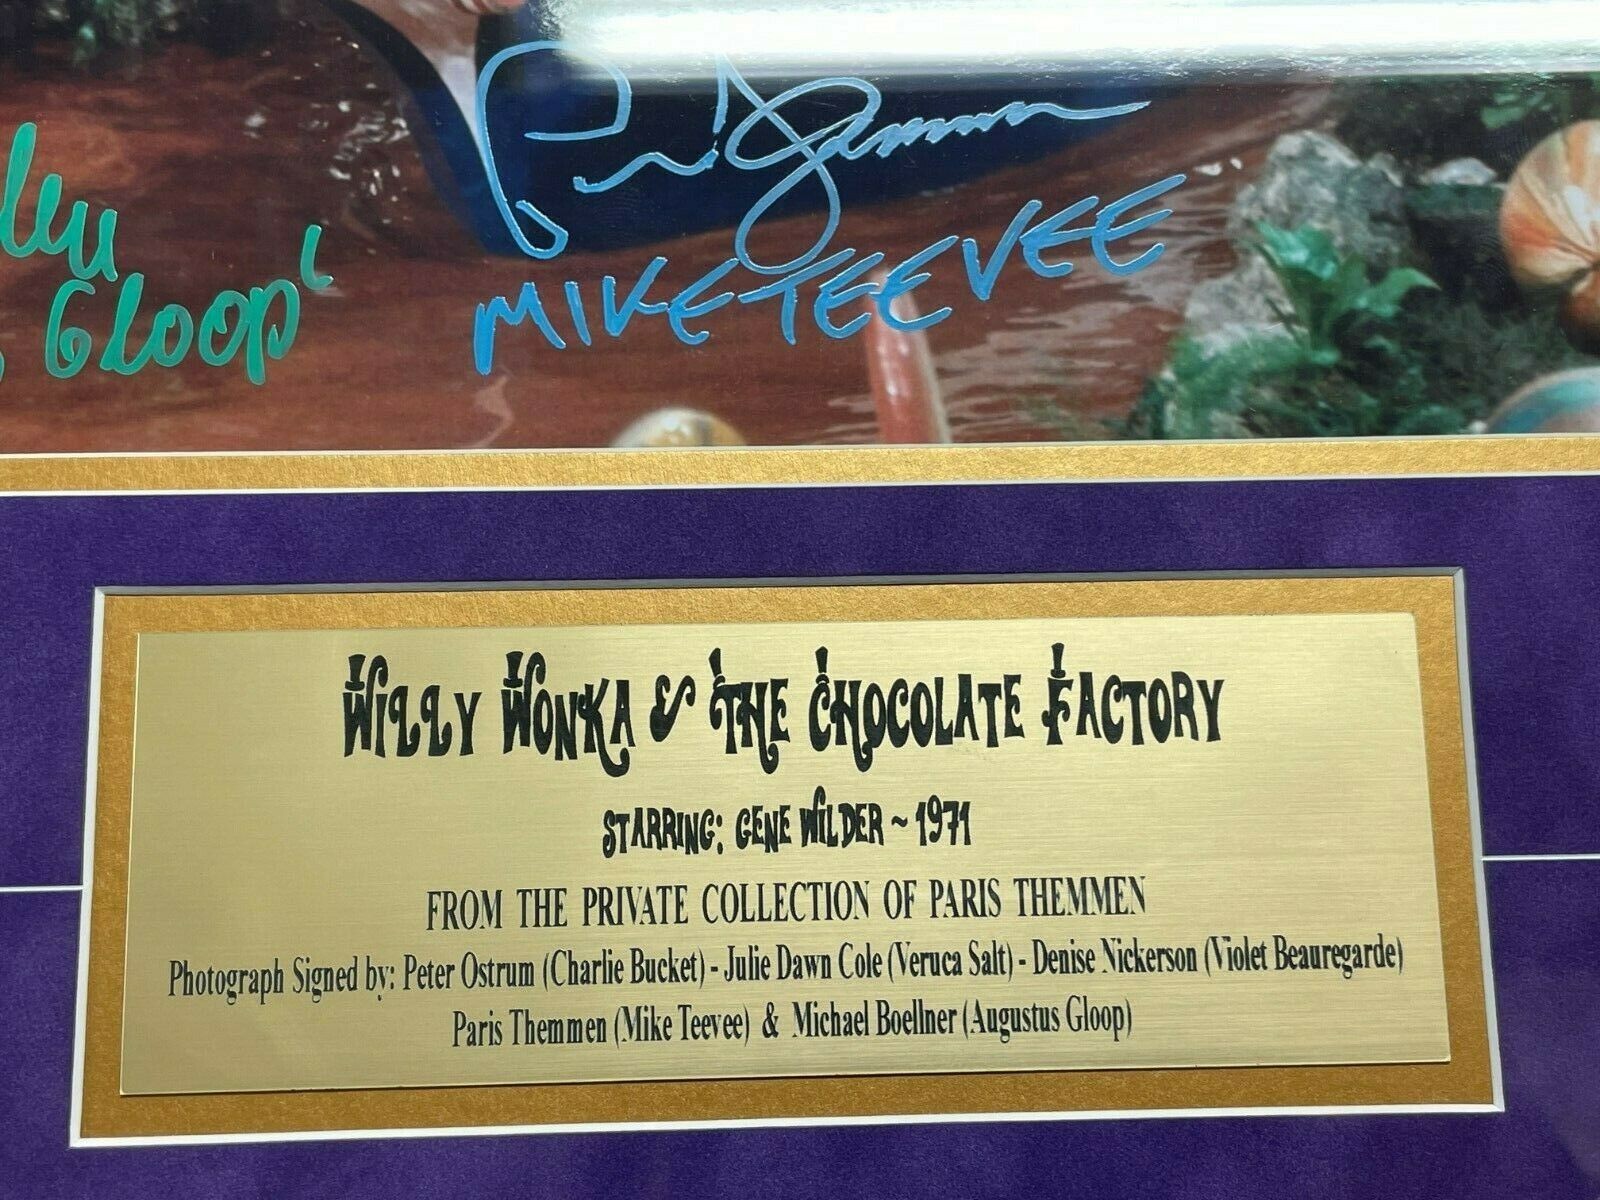 Gloop
MIKE TEEVEE
WILLY WONKA & THE CHOCOLATE FACTORY
STARRING: GENE WILDER ~ 1971
FROM THE PRIVATE COLLECTION OF PARIS THEMMEN
Photograph Signed by: Peter Ostrum (Charlie Bucket) - Julie Dawn Cole (Veruca Salt) - Denise Nickerson (Violet Beauregarde)
Paris Themmen (Mike Teevee) & Michael Boellner (Augustus Gloop)